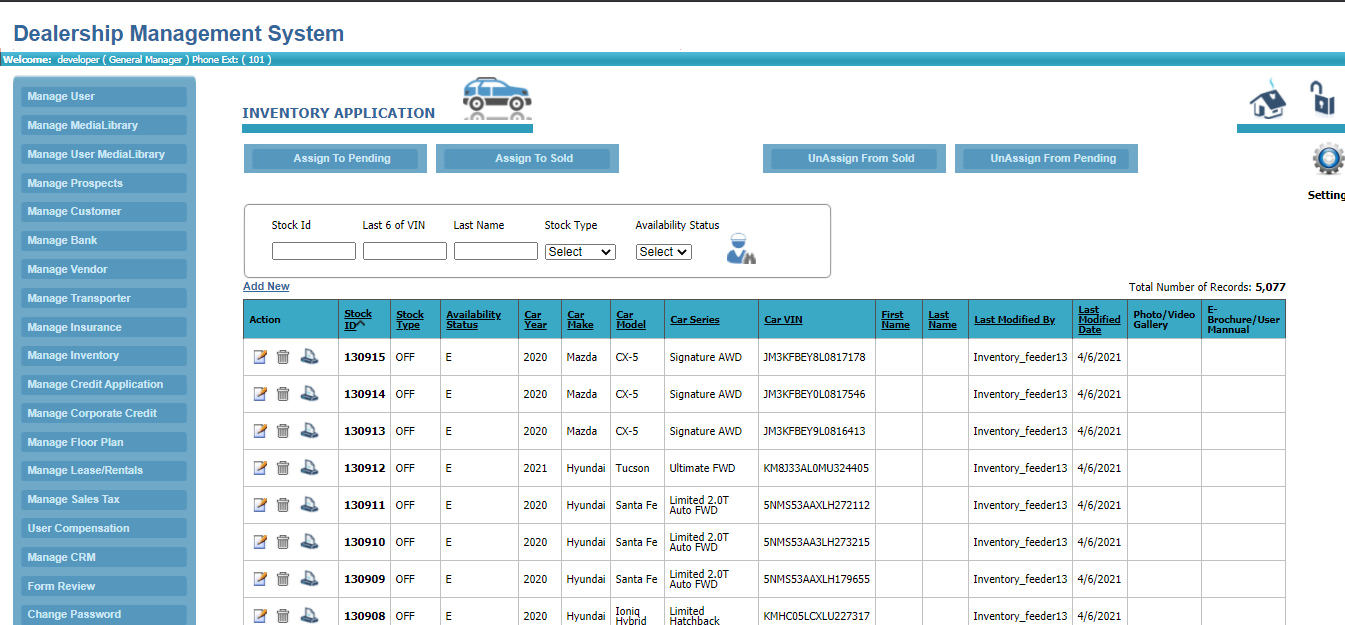 Dealership Management System
Welcome: developer ( General Manager ) Phone Ext: ( 101 )
Manage User
Manage MediaLibrary
Manage User MediaLibrary
Manage Prospects
Manage Customer
Manage Bank
Manage Vendor
Manage Transporter
Manage Insurance
Manage Inventory
Manage Credit Application
Manage Corporate Credit
Manage Floor Plan
Manage Lease/Rentals
Manage Sales Tax
User Compensation
Manage CRM
Form Review
Change Password
INVENTORY APPLICATION
Assign To Pending Assign To Sold UnAssign From Sold UnAssign From Pending
Setting
Stock Id Last 6 of VIN Last Name Stock Type Availability Status
Select Select
Add New Total Number of Records: 5,077
Action Stock ID Stock Type Availability Status Car Year Car Make Car Model Car Series Car VIN First Name Last Name Last Modified By Last Modified Date Photo/Video Gallery E-Brochure/User Mannual
130915 OFF E 2020 Mazda CX-5 Signature AWD JM3KFBEY8L0817178 Inventory_feeder13 4/6/2021
130914 OFF E 2020 Mazda CX-5 Signature AWD JM3KFBEY0L0817546 Inventory_feeder13 4/6/2021
130913 OFF E 2020 Mazda CX-5 Signature AWD JM3KFBEY9L0816413 Inventory_feeder13 4/6/2021
130912 OFF E 2021 Hyundai Tucson Ultimate FWD KM8J33AL0MU324405 Inventory_feeder13 4/6/2021
130911 OFF E 2020 Hyundai Santa Fe Limited 2.0T Auto FWD 5NMS53AAXLH272112 Inventory_feeder13 4/6/2021
130910 OFF E 2020 Hyundai Santa Fe Limited 2.0T Auto FWD 5NMS53AA3LH273215 Inventory_feeder13 4/6/2021
130909 OFF E 2020 Hyundai Santa Fe Limited 2.0T Auto FWD 5NMS53AAXLH179655 Inventory_feeder13 4/6/2021
130908 OFF E 2020 Hyundai Ioniq Hybrid Limited Hatchback KMHC05LCXLU227317 Inventory_feeder13 4/6/2021